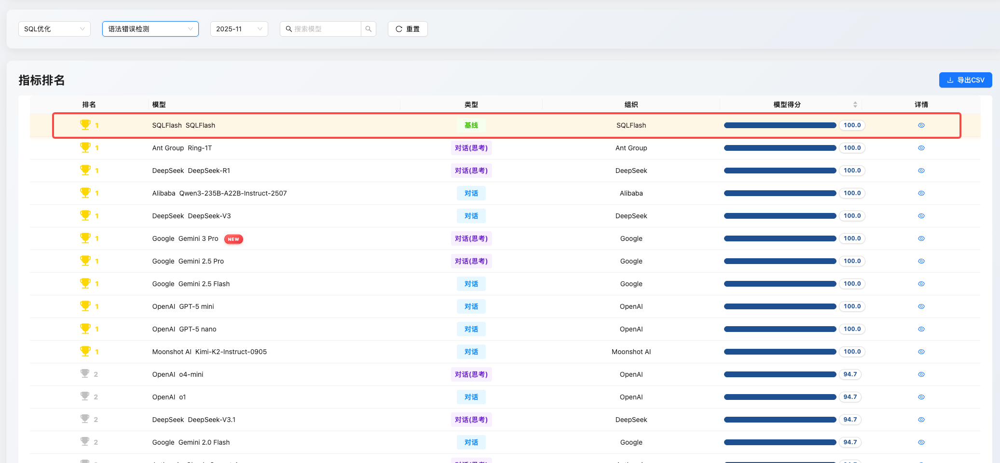 SQL优化 语法错误检测 2025-11 搜索模型 重置
指标排名 导出CSV
排名 模型 类型 组织 模型得分 详情
1 SQLFlash SQLFlash 基线 SQLFlash 100.0
1 Ant Group Ring-1T 对话(思考) Ant Group 100.0
1 DeepSeek DeepSeek-R1 对话(思考) DeepSeek 100.0
1 Alibaba Qwen3-235B-A22B-Instruct-2507 对话 Alibaba 100.0
1 DeepSeek DeepSeek-V3 对话 DeepSeek 100.0
1 Google Gemini 3 Pro NEW 对话(思考) Google 100.0
1 Google Gemini 2.5 Pro 对话(思考) Google 100.0
1 Google Gemini 2.5 Flash 对话 Google 100.0
1 OpenAI GPT-5 mini 对话 OpenAI 100.0
1 OpenAI GPT-5 nano 对话 OpenAI 100.0
1 Moonshot AI Kimi-K2-Instruct-0905 对话 Moonshot AI 100.0
2 OpenAI o4-mini 对话(思考) OpenAI 94.7
2 OpenAI o1 对话 OpenAI 94.7
2 DeepSeek DeepSeek-V3.1 对话(思考) DeepSeek 94.7
2 Google Gemini 2.0 Flash 对话 Google 94.7